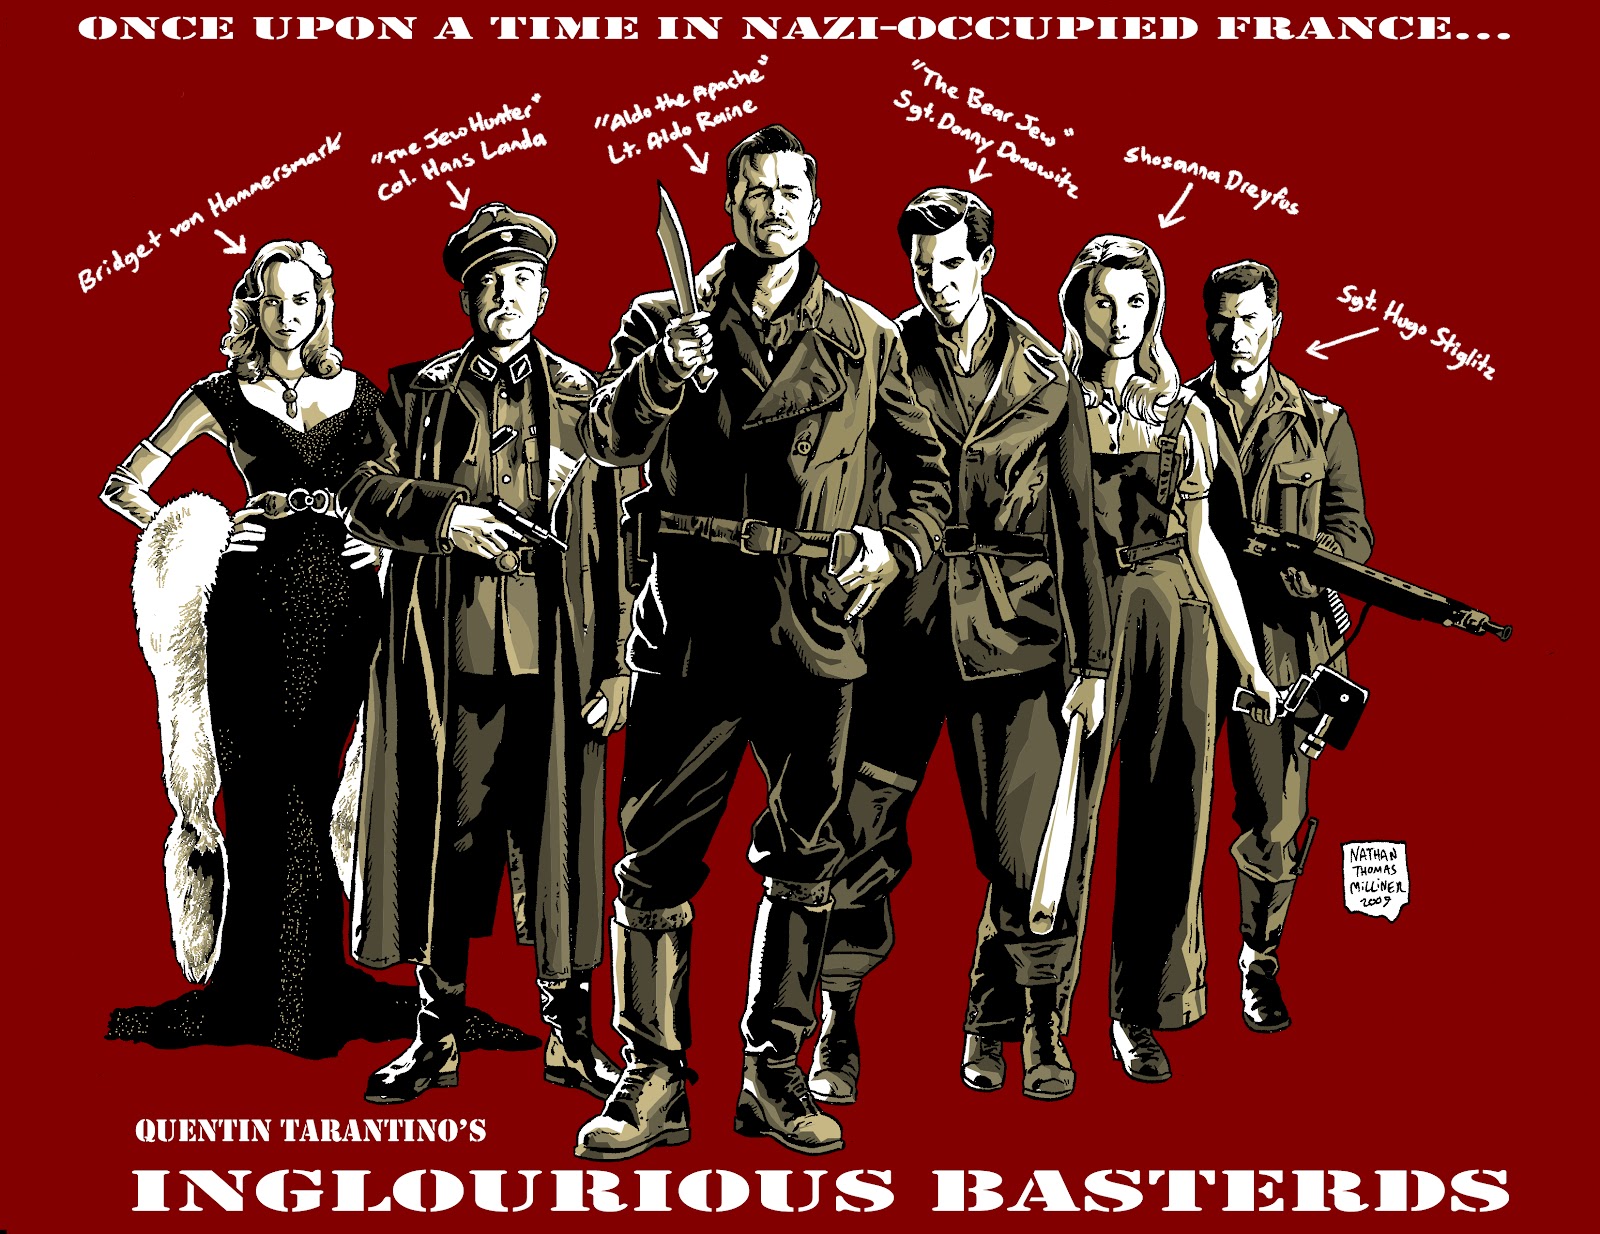 ONCE UPON A TIME IN NAZI-OCCUPIED FRANCE...
Bridget von Hammersmark
"The Jew Hunter"
Col. Hans Landa
"Aldo the Apache"
Lt. Aldo Raine
"The Bear Jew"
Sgt. Donny Donowitz
Shosanna Dreyfus
Sgt. Hugo Stiglitz
NATHAN
THOMAS
MILLINER
2009
QUENTIN TARANTINO'S
INGLOURIOUS BASTERDS